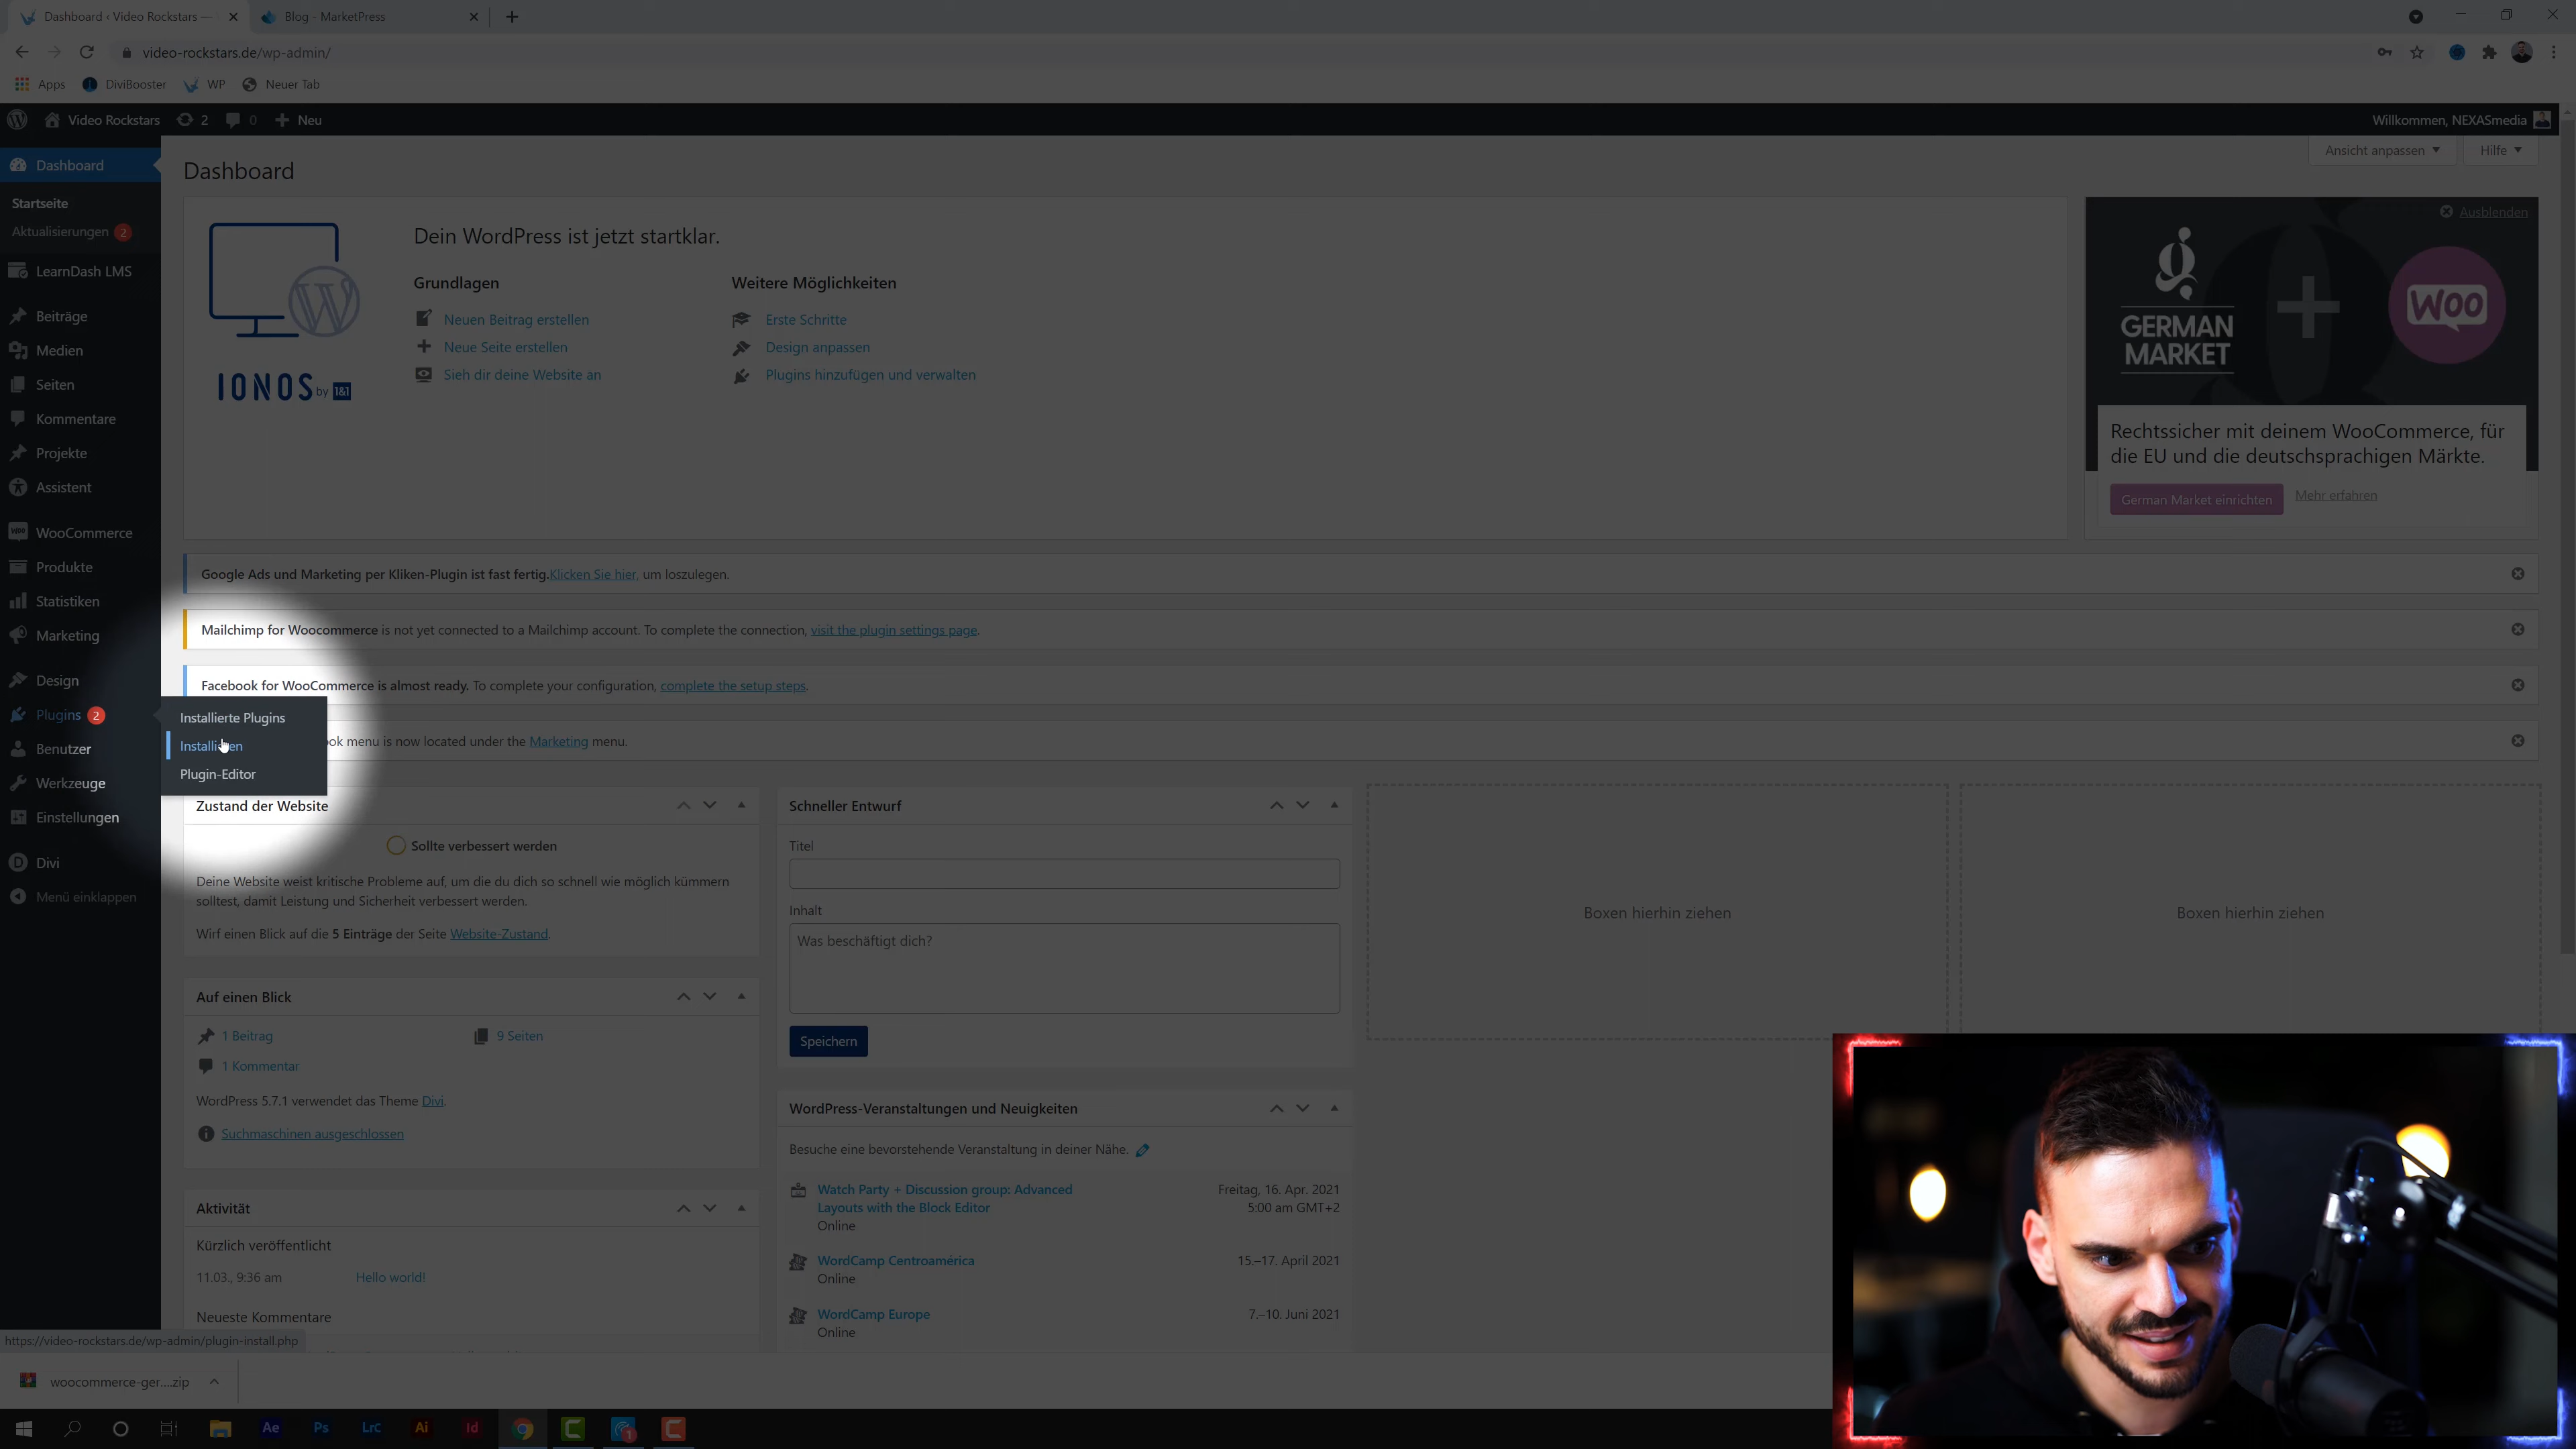 Dashboard ‹ Video Rockstars —
Blog - MarketPress
video-rockstars.de/wp-admin/
Apps
DiviBooster
WP
Neuer Tab
Video Rockstars
2
0
Neu
Willkommen, NEXASmedia
Dashboard
Startseite
Aktualisierungen 2
LearnDash LMS
Beiträge
Medien
Seiten
Kommentare
Projekte
Assistent
WooCommerce
Produkte
Statistiken
Marketing
Design
Plugins 2
Benutzer
Werkzeuge
Einstellungen
Divi
Menü einklappen
Installierte Plugins
Plugin-Editor
Dashboard
Ansicht anpassen
Hilfe
IONOS by 1&1
Dein WordPress ist jetzt startklar.
Grundlagen
Neuen Beitrag erstellen
Neue Seite erstellen
Sieh dir deine Website an
Weitere Möglichkeiten
Erste Schritte
Design anpassen
Plugins hinzufügen und verwalten
Ausblenden
GERMAN
MARKET
WOO
Rechtssicher mit deinem WooCommerce, für
die EU und die deutschsprachigen Märkte.
German Market einrichten
Mehr erfahren
Google Ads und Marketing per Kliken-Plugin ist fast fertig.Klicken Sie hier, um loszulegen.
Mailchimp for Woocommerce is not yet connected to a Mailchimp account. To complete the connection, visit the plugin settings page.
Facebook for WooCommerce is almost ready. To complete your configuration, complete the setup steps.
menu is now located under the Marketing menu.
Zustand der Website
Sollte verbessert werden
Deine Website weist kritische Probleme auf, um die du dich so schnell wie möglich kümmern
solltest, damit Leistung und Sicherheit verbessert werden.
Wirf einen Blick auf die 5 Einträge der Seite Website-Zustand.
Auf einen Blick
1 Beitrag
9 Seiten
1 Kommentar
WordPress 5.7.1 verwendet das Theme Divi.
Suchmaschinen ausgeschlossen
Aktivität
Kürzlich veröffentlicht
11.03., 9:36 am
Hello world!
Neueste Kommentare
Schneller Entwurf
Titel
Inhalt
Was beschäftigt dich?
Speichern
WordPress-Veranstaltungen und Neuigkeiten
Besuche eine bevorstehende Veranstaltung in deiner Nähe.
Watch Party + Discussion group: Advanced
Layouts with the Block Editor
Online
Freitag, 16. Apr. 2021
5:00 am GMT+2
WordCamp Centroamérica
Online
15.–17. April 2021
WordCamp Europe
Online
7.–10. Juni 2021
Boxen hierhin ziehen
Boxen hierhin ziehen
https://video-rockstars.de/wp-admin/plugin-install.php
woocommerce-ger....zip
Ae
Ps
LrC
Ai
Id
1